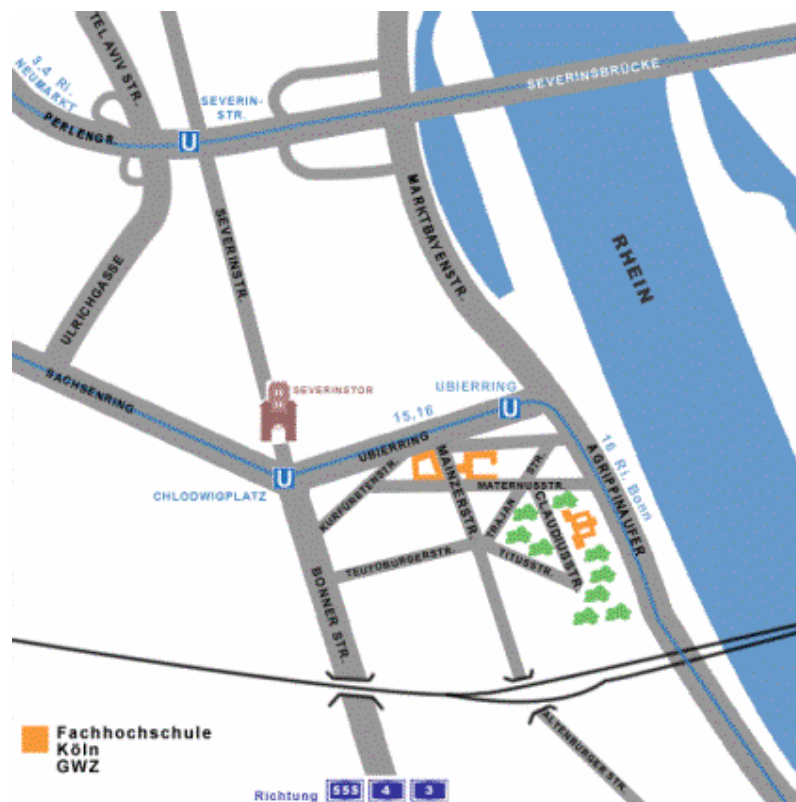 TEL AVIV STR.
3,4 Ri.
NEUMARKT
SEVERIN-
STR.
SEVERINSBRÜCKE
PERLENGR.
U
MARKTBAYENSTR.
SEVERINSTR.
RHEIN
ULRICHGASSE
SACHSENRING
SEVERINSTOR
UBIERRING
U
15,16
UBIERRING
16 Ri. Bonn
AGRIPPINAUFER
U
CHLODWIGPLATZ
KURFÜRSTENSTR.
MAINZERSTR.
MATERNUSSTR.
TRAJAN STR.
CLAUDIUSSTR.
TEUTOBURGERSTR.
TITUSSTR.
BONNER STR.
ALTENBURGER STR.
Fachhochschule
Köln
GWZ
Richtung 555 4 3